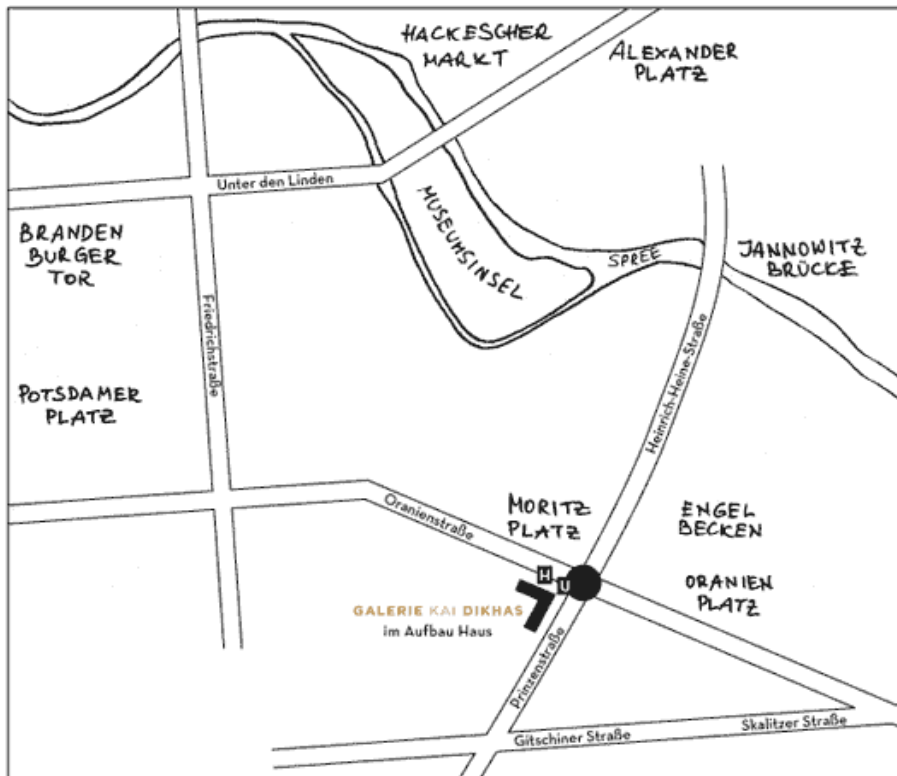 HACKESCHER
MARKT
ALEXANDER
PLATZ
Unter den Linden
BRANDEN
BURGER
TOR
MUSEUMSINSEL
SPREE
JANNOWITZ
BRÜCKE
Friedrichstraße
Heinrich-Heine-Straße
POTSDAMER
PLATZ
Oranienstraße
MORITZ
PLATZ
ENGEL
BECKEN
H
U
ORANIEN
PLATZ
GALERIE KAI DIKHAS
im Aufbau Haus
Prinzenstraße
Gitschiner Straße
Skalitzer Straße